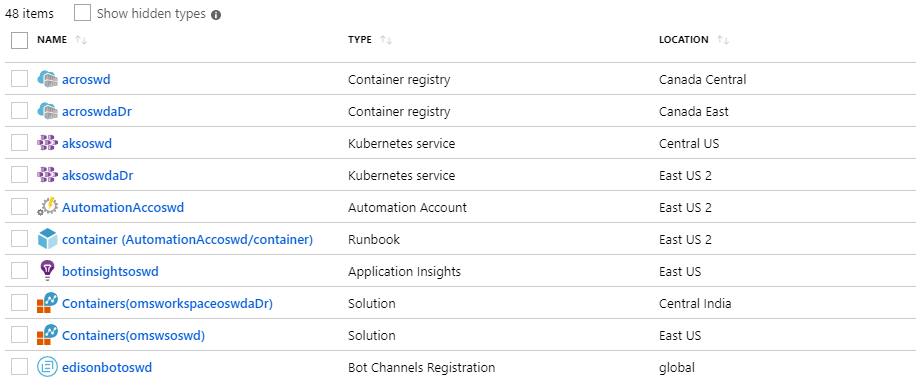 48 items Show hidden types
NAME TYPE LOCATION
acroswd Container registry Canada Central
acroswdaDr Container registry Canada East
aksoswd Kubernetes service Central US
aksoswdaDr Kubernetes service East US 2
AutomationAccoswd Automation Account East US 2
container (AutomationAccoswd/container) Runbook East US 2
botinsightsoswd Application Insights East US
Containers(omsworkspaceoswdaDr) Solution Central India
Containers(omswsoswd) Solution East US
edisonbotoswd Bot Channels Registration global